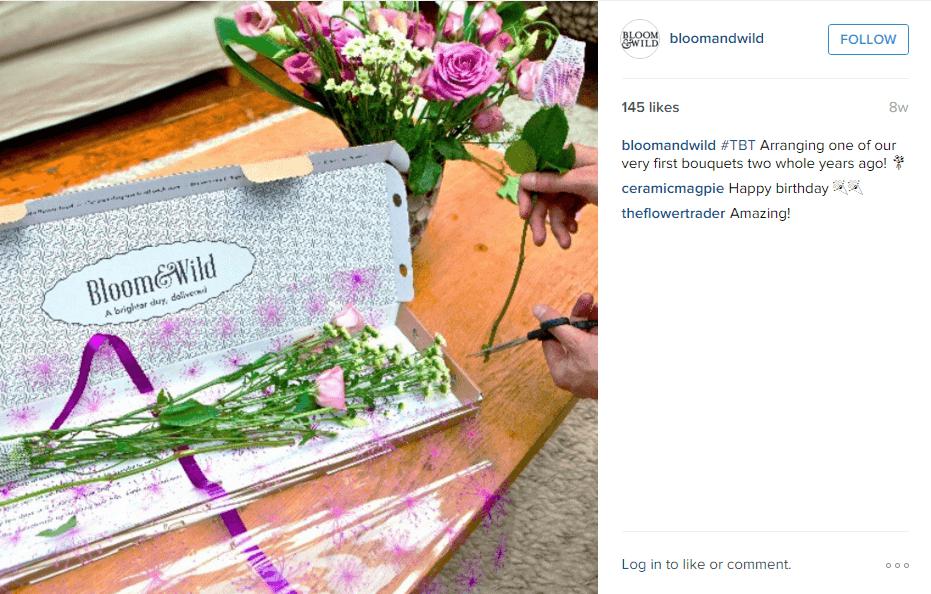 Bloom&Wild
A brighter day, delivered
BLOOM
&WILD
bloomandwild
FOLLOW
145 likes
8w
bloomandwild #TBT Arranging one of our
very first bouquets two whole years ago!
ceramicmagpie Happy birthday
theflowertrader Amazing!
Log in to like or comment.